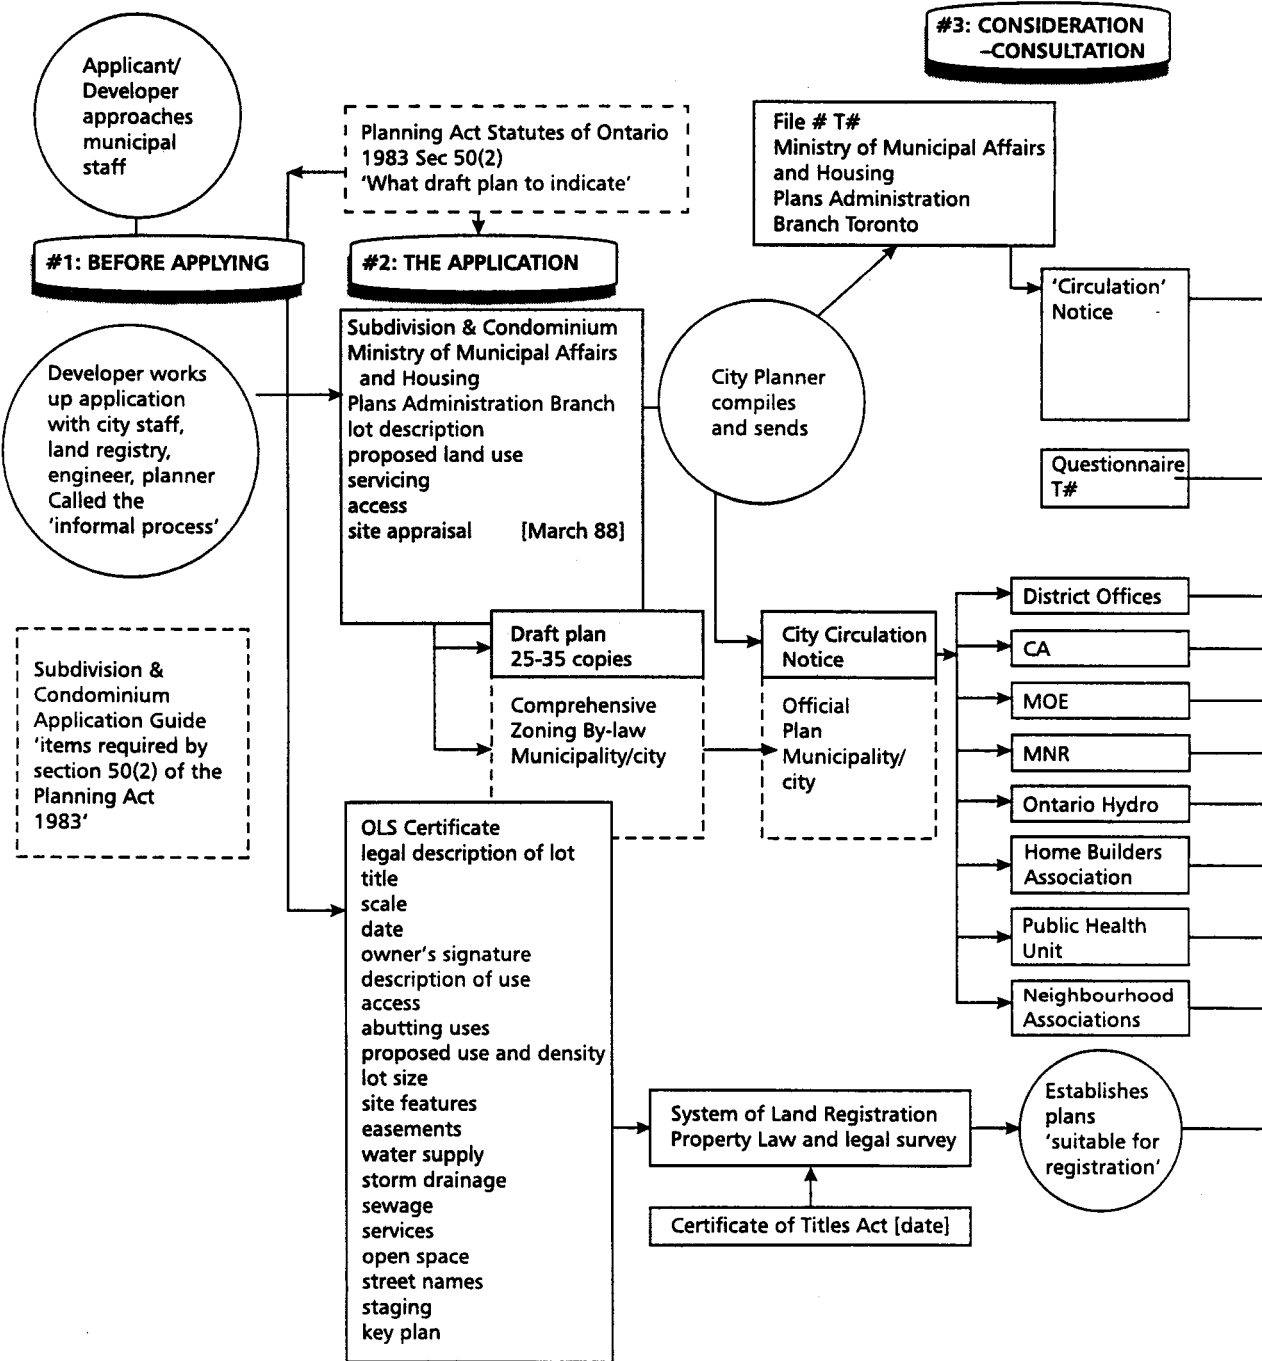 #3: CONSIDERATION
–CONSULTATION
Applicant/
Developer
approaches
municipal
staff
Planning Act Statutes of Ontario
1983 Sec 50(2)
'What draft plan to indicate'
File # T#
Ministry of Municipal Affairs
and Housing
Plans Administration
Branch Toronto
#1: BEFORE APPLYING
#2: THE APPLICATION
'Circulation'
Notice
Developer works
up application
with city staff,
land registry,
engineer, planner
Called the
'informal process'
Subdivision & Condominium
Ministry of Municipal Affairs
and Housing
Plans Administration Branch
lot description
proposed land use
servicing
access
site appraisal [March 88]
City Planner
compiles
and sends
Questionnaire
T#
Subdivision &
Condominium
Application Guide
'items required by
section 50(2) of the
Planning Act
1983'
Draft plan
25-35 copies
Comprehensive
Zoning By-law
Municipality/city
City Circulation
Notice
Official
Plan
Municipality/
city
District Offices
CA
MOE
MNR
Ontario Hydro
Home Builders
Association
Public Health
Unit
Neighbourhood
Associations
OLS Certificate
legal description of lot
title
scale
date
owner's signature
description of use
access
abutting uses
proposed use and density
lot size
site features
easements
water supply
storm drainage
sewage
services
open space
street names
staging
key plan
System of Land Registration
Property Law and legal survey
Certificate of Titles Act [date]
Establishes
plans
'suitable for
registration'